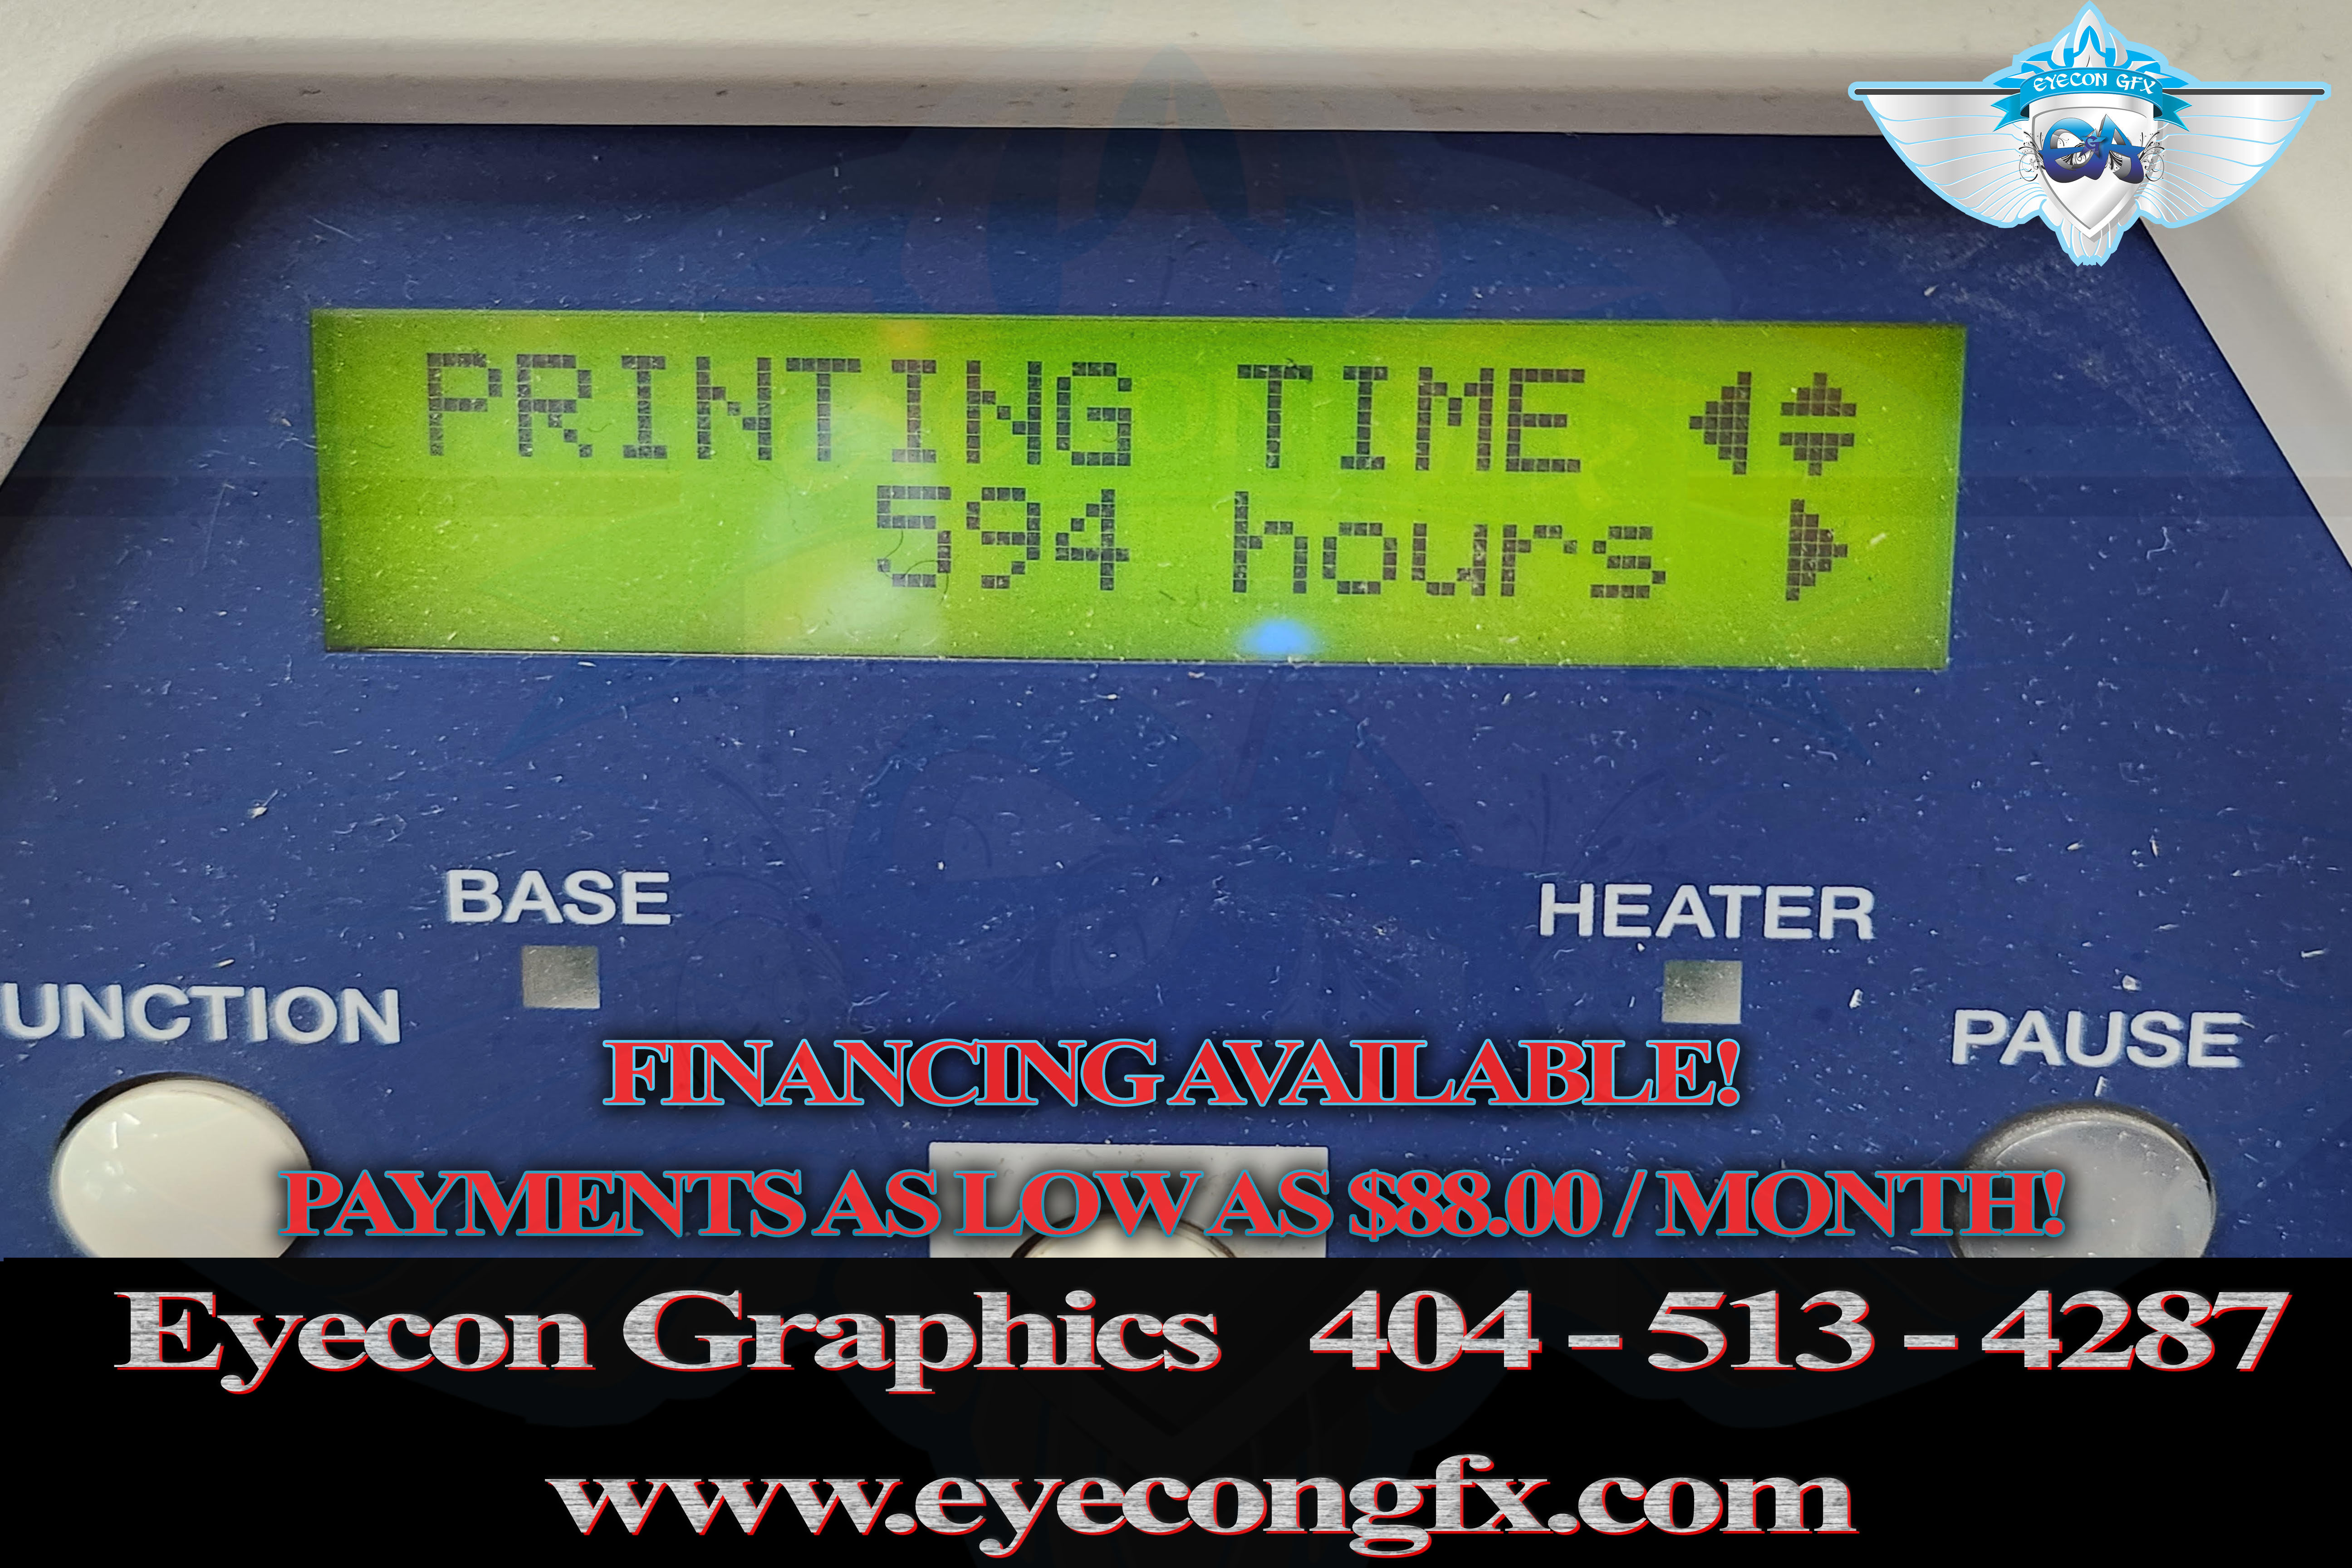 EYECON GFX
PRINTING TIME
594 hours
BASE
HEATER
UNCTION
PAUSE
FINANCING AVAILABLE!
PAYMENTS AS LOW AS $88.00 / MONTH!
Eyecon Graphics 404 - 513 - 4287
www.eyecongfx.com